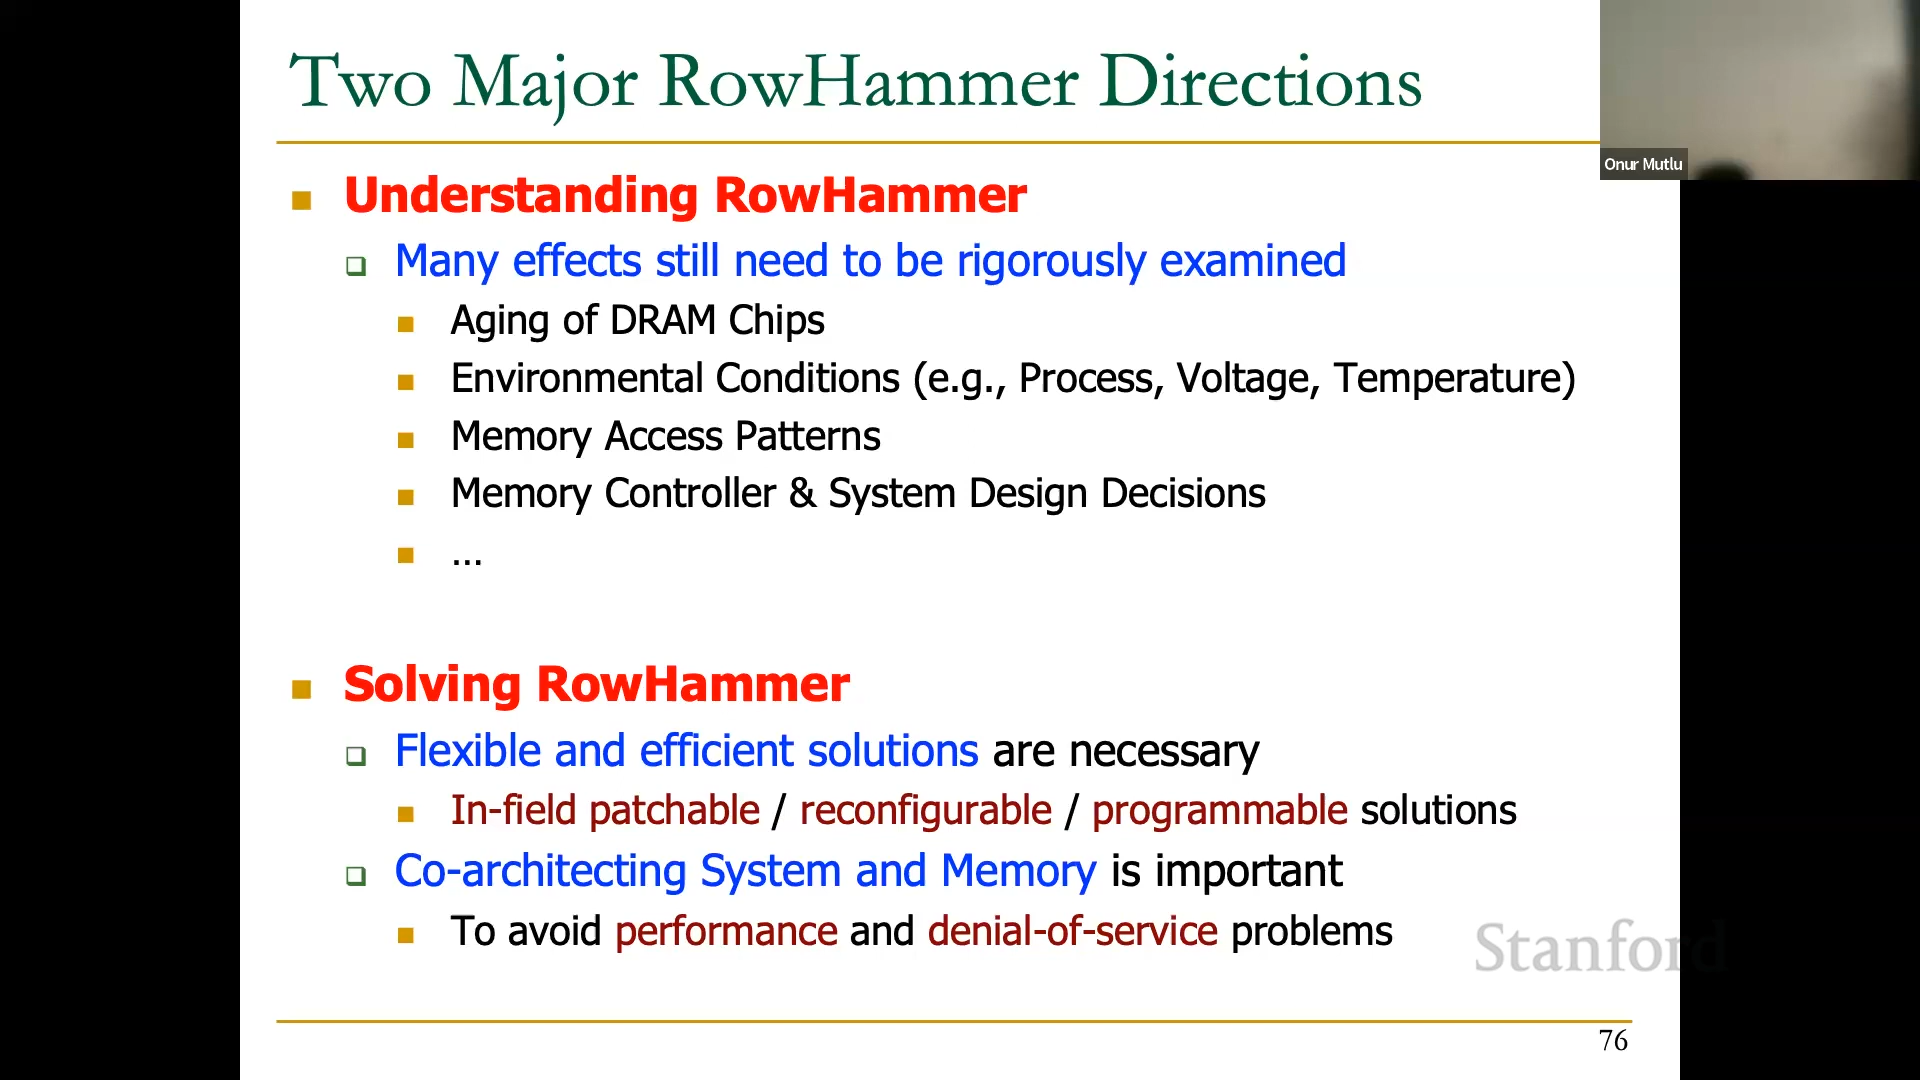 Two Major RowHammer Directions
Onur Mutlu
Understanding RowHammer
Many effects still need to be rigorously examined
Aging of DRAM Chips
Environmental Conditions (e.g., Process, Voltage, Temperature)
Memory Access Patterns
Memory Controller & System Design Decisions
...
Solving RowHammer
Flexible and efficient solutions are necessary
In-field patchable / reconfigurable / programmable solutions
Co-architecting System and Memory is important
To avoid performance and denial-of-service problems
Stanford
76